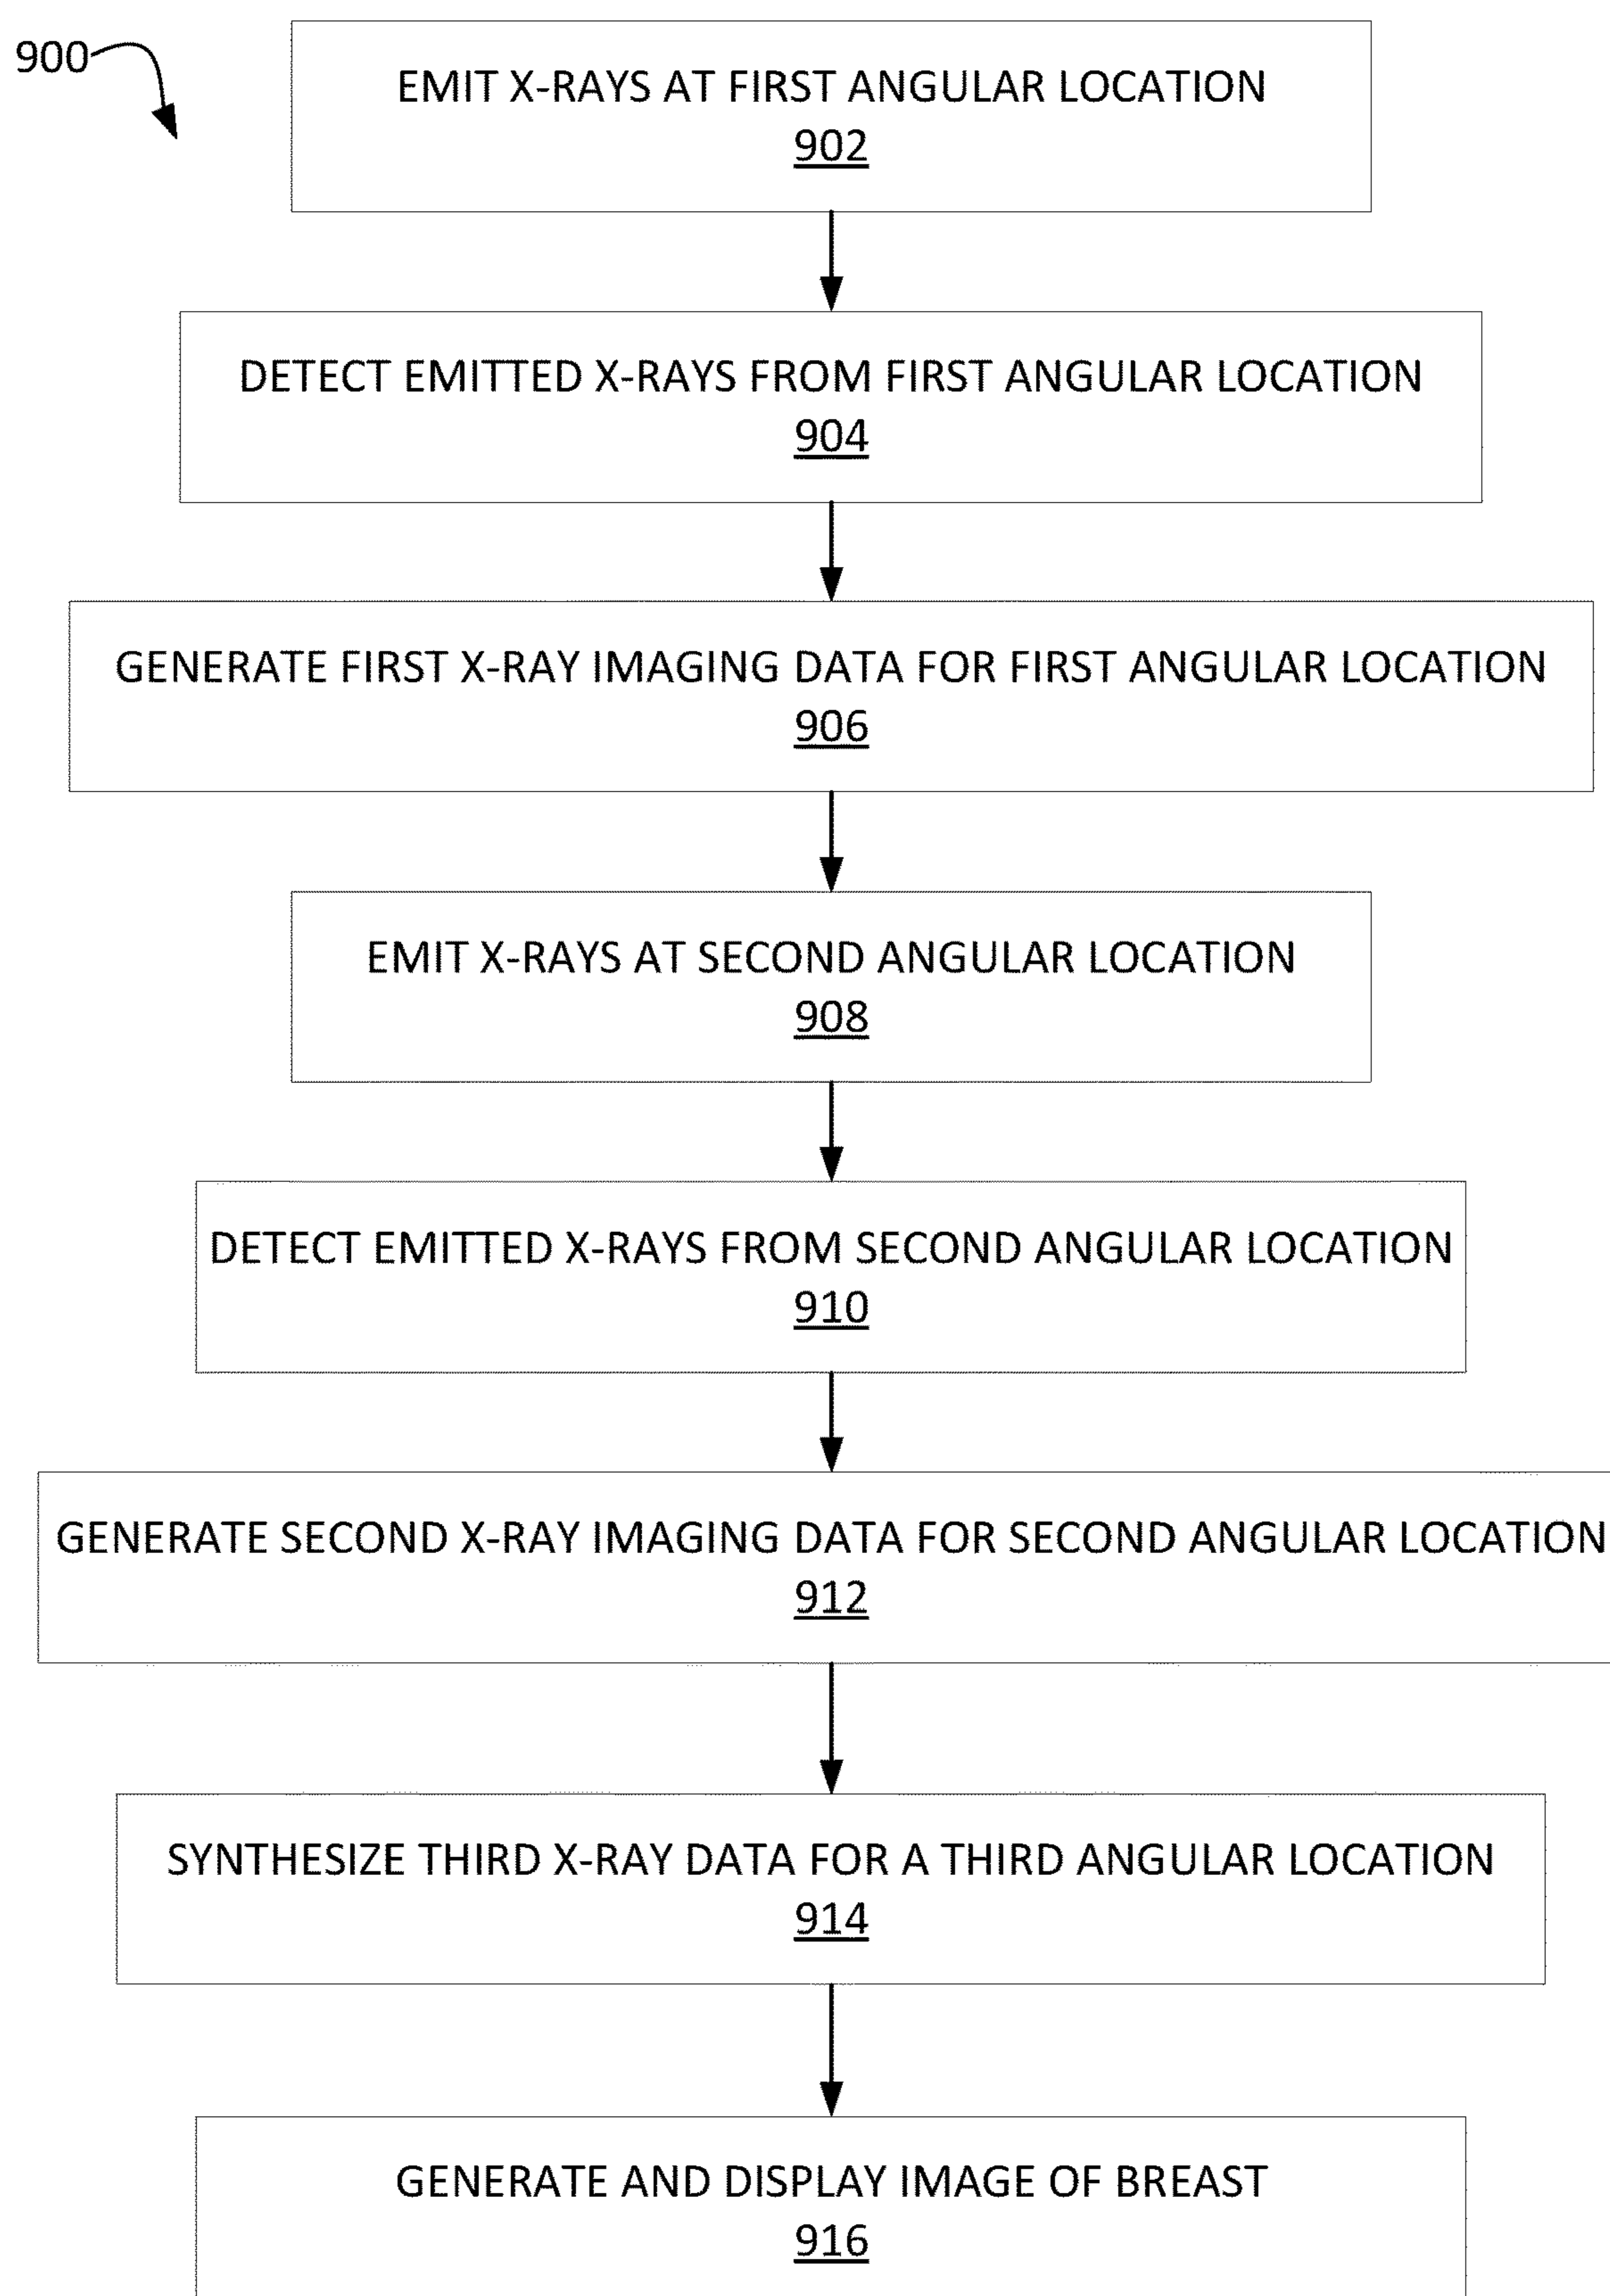 900
EMIT X-RAYS AT FIRST ANGULAR LOCATION
902
DETECT EMITTED X-RAYS FROM FIRST ANGULAR LOCATION
904
GENERATE FIRST X-RAY IMAGING DATA FOR FIRST ANGULAR LOCATION
906
EMIT X-RAYS AT SECOND ANGULAR LOCATION
908
DETECT EMITTED X-RAYS FROM SECOND ANGULAR LOCATION
910
GENERATE SECOND X-RAY IMAGING DATA FOR SECOND ANGULAR LOCATION
912
SYNTHESIZE THIRD X-RAY DATA FOR A THIRD ANGULAR LOCATION
914
GENERATE AND DISPLAY IMAGE OF BREAST
916